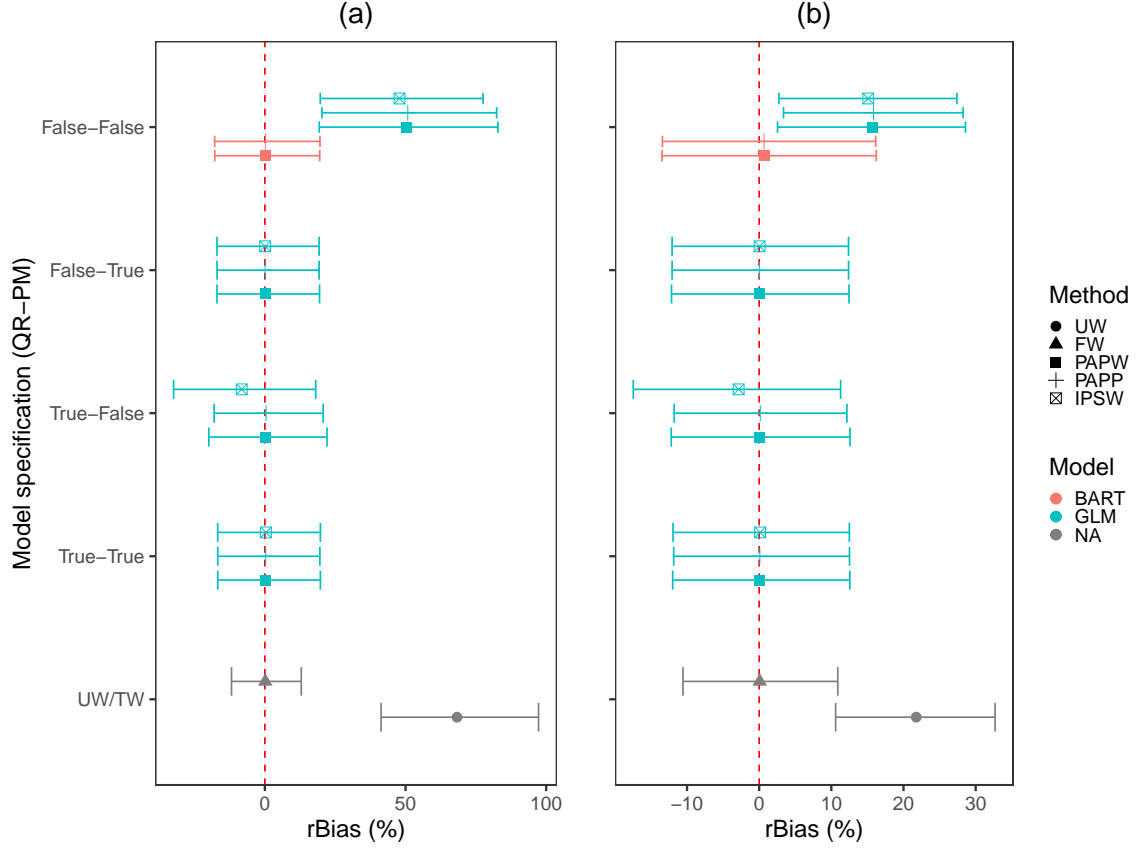 (a)
(b)
Model specification (QR−PM)
False−False
False−True
True−False
True−True
UW/TW
0
50
100
rBias (%)
−10
0
10
20
30
rBias (%)
Method
UW
FW
PAPW
PAPP
IPSW
Model
BART
GLM
NA